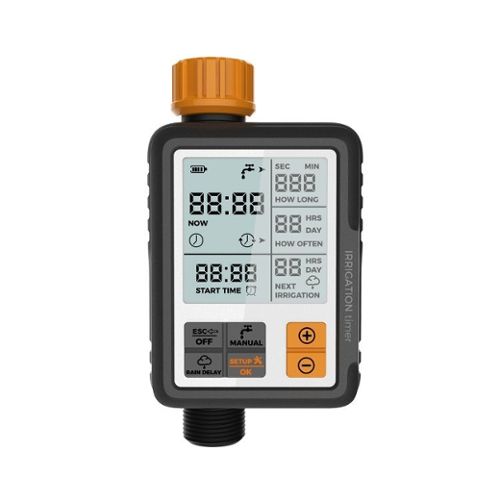 SEC MIN
888
HOW LONG
88:88
NOW
88 HRS
DAY
HOW OFTEN
88:88
START TIME
88 HRS
DAY
NEXT
IRRIGATION
IRRIGATION timer
ESC
OFF
MANUAL
RAIN DELAY
SETUP
OK
+
−